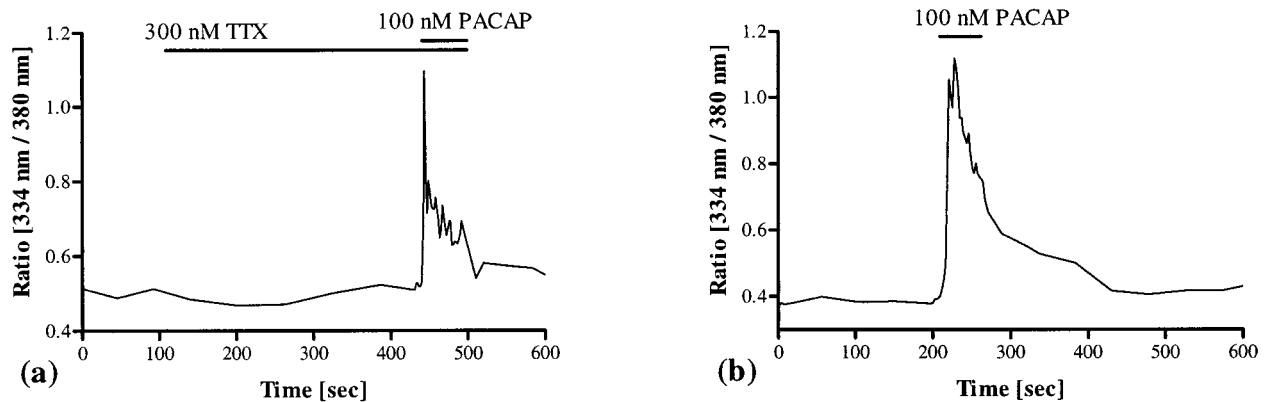 300 nM TTX
100 nM PACAP
1.2
1.0
0.8
0.6
0.4
Ratio [334 nm / 380 nm]
0 100 200 300 400 500 600
Time [sec]
(a)
100 nM PACAP
1.2
1.0
0.8
0.6
0.4
Ratio [334 nm / 380 nm]
0 100 200 300 400 500 600
Time [sec]
(b)